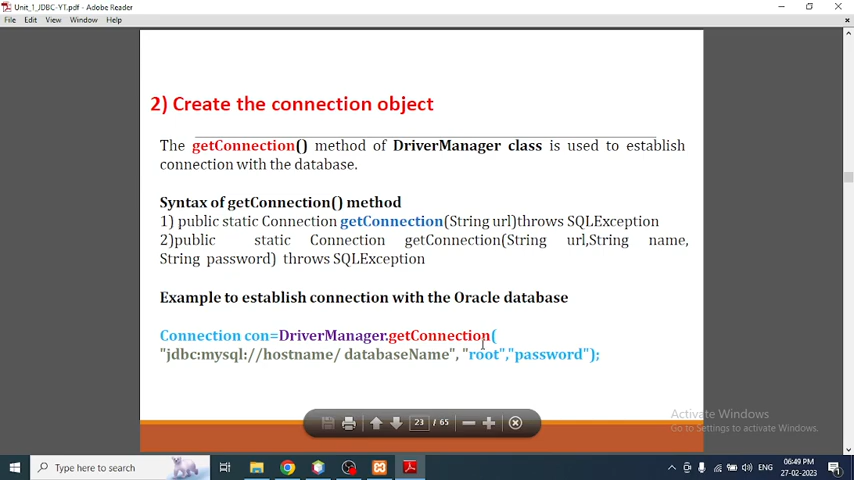 Unit_1_JDBC-YT.pdf - Adobe Reader
File Edit View Window Help
2) Create the connection object
The getConnection() method of DriverManager class is used to establish
connection with the database.
Syntax of getConnection() method
1) public static Connection getConnection(String url)throws SQLException
2)public static Connection getConnection(String url,String name,
String password) throws SQLException
Example to establish connection with the Oracle database
Connection con=DriverManager.getConnection(
"jdbc:mysql://hostname/ databaseName", "root","password");
Activate Windows
Go to Settings to activate Windows.
23 / 65
Type here to search
ENG
06:49 PM
27-02-2023
1